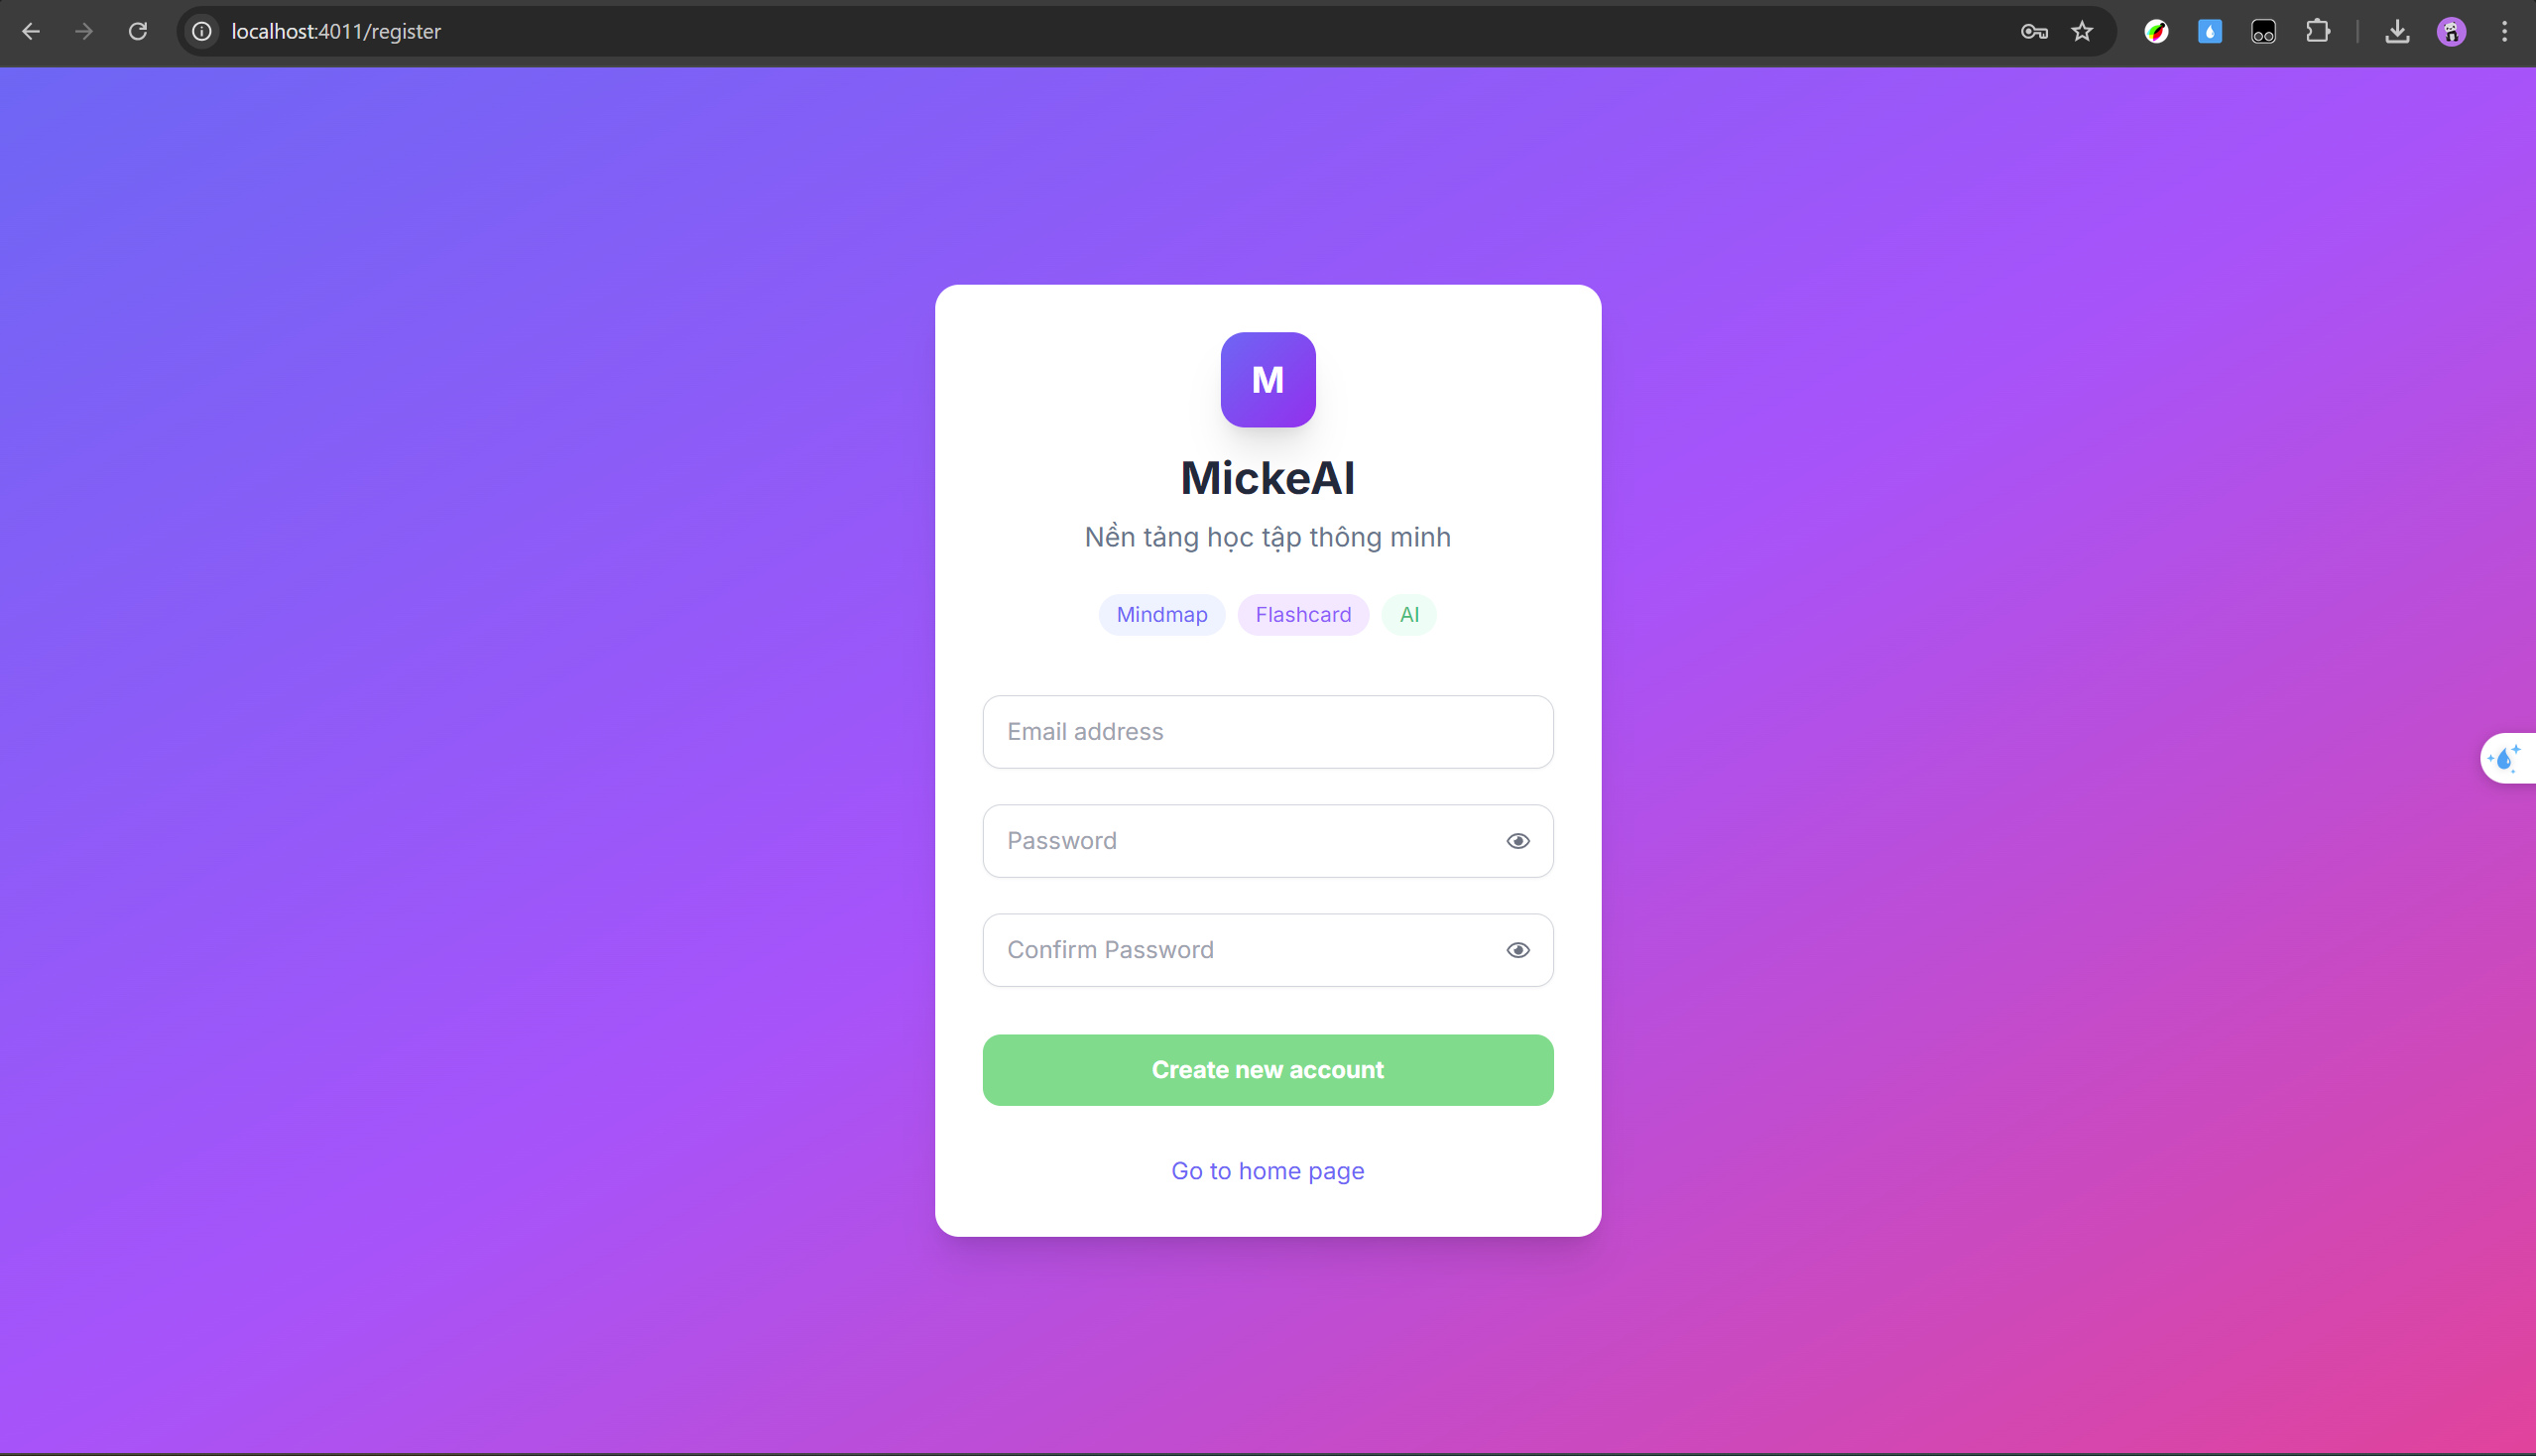 localhost:4011/register
M
MickeAI
Nền tảng học tập thông minh
Mindmap Flashcard AI
Email address
Password
Confirm Password
Create new account
Go to home page